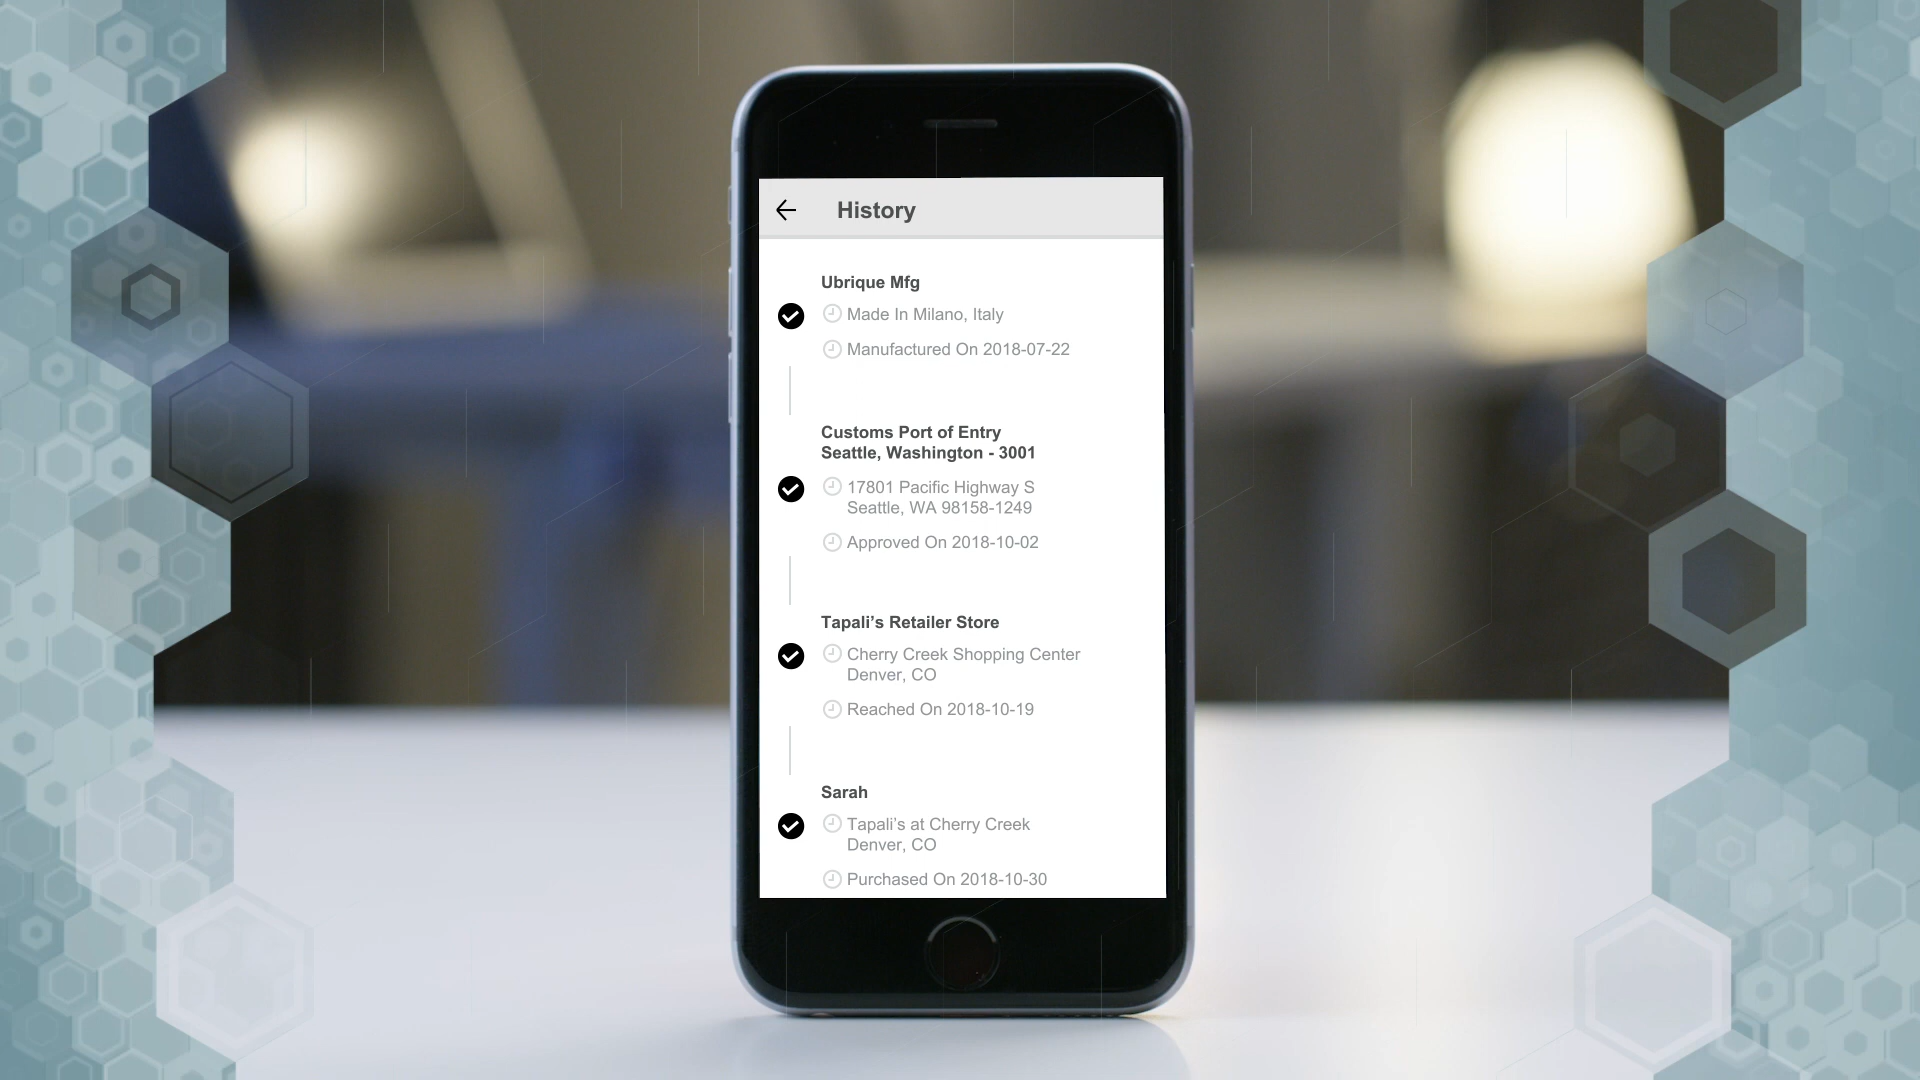 History
Ubrique Mfg
Made In Milano, Italy
Manufactured On 2018-07-22
Customs Port of Entry
Seattle, Washington - 3001
17801 Pacific Highway S
Seattle, WA 98158-1249
Approved On 2018-10-02
Tapali’s Retailer Store
Cherry Creek Shopping Center
Denver, CO
Reached On 2018-10-19
Sarah
Tapali’s at Cherry Creek
Denver, CO
Purchased On 2018-10-30